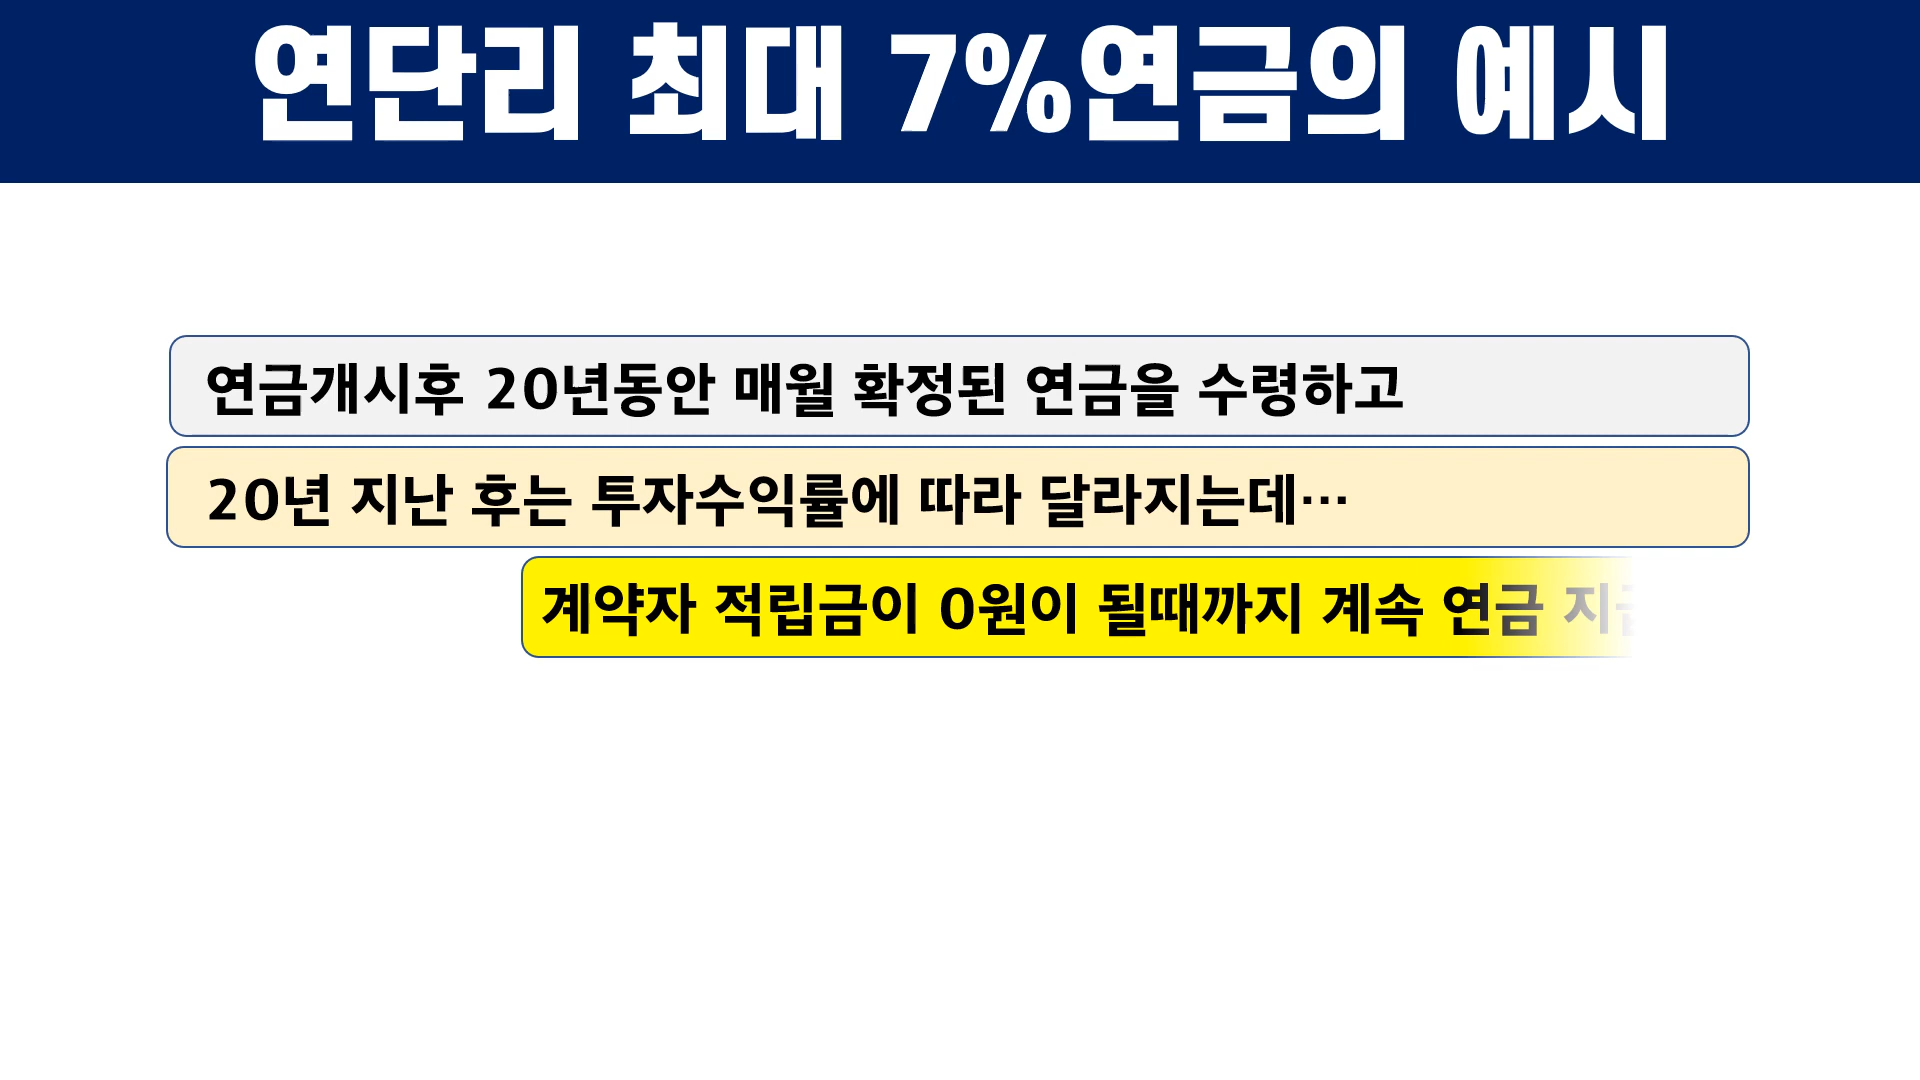 연단리 최대 7%연금의 예시
연금개시후 20년동안 매월 확정된 연금을 수령하고
20년 지난 후는 투자수익률에 따라 달라지는데…
계약자 적립금이 0원이 될때까지 계속 연금